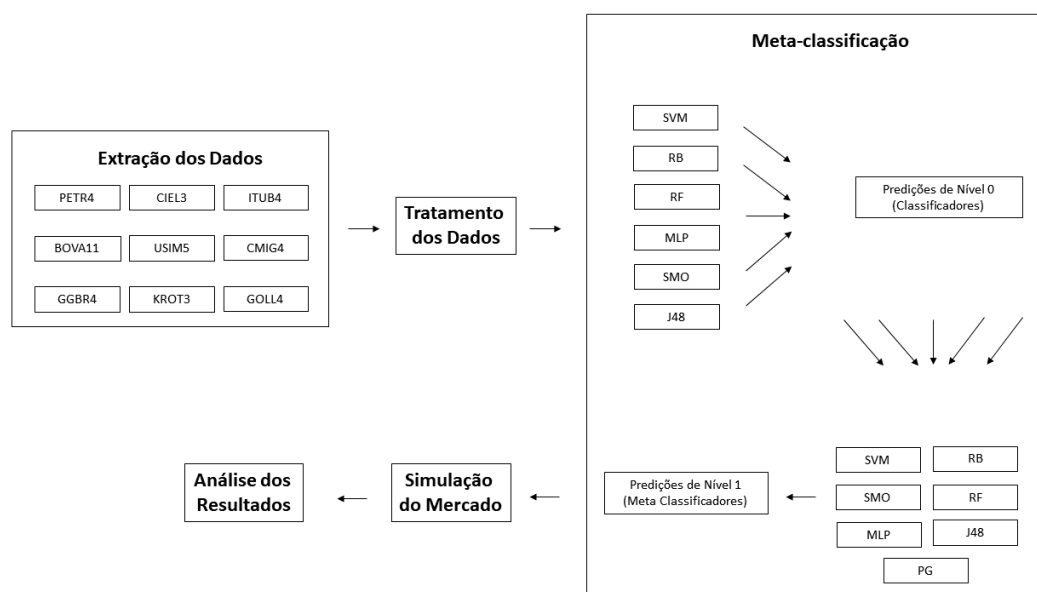 Meta-classificação
Extração dos Dados
PETR4
CIEL3
ITUB4
BOVA11
USIM5
CMIG4
GGBR4
KROT3
GOLL4
Tratamento
dos Dados
SVM
RB
RF
MLP
SMO
J48
Predições de Nível 0
(Classificadores)
SVM
RB
SMO
RF
MLP
J48
PG
Predições de Nível 1
(Meta Classificadores)
Simulação
do Mercado
Análise dos
Resultados